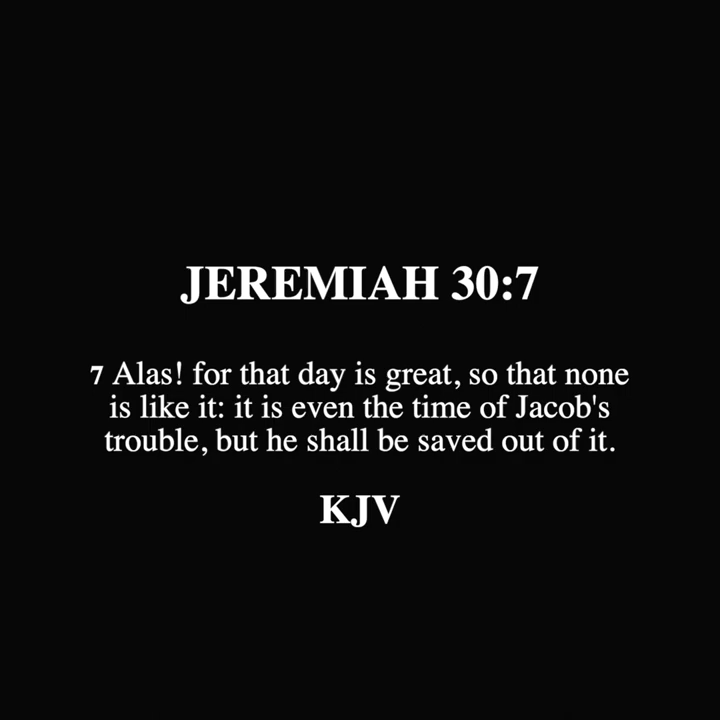 JEREMIAH 30:7
7 Alas! for that day is great, so that none
is like it: it is even the time of Jacob's
trouble, but he shall be saved out of it.
KJV